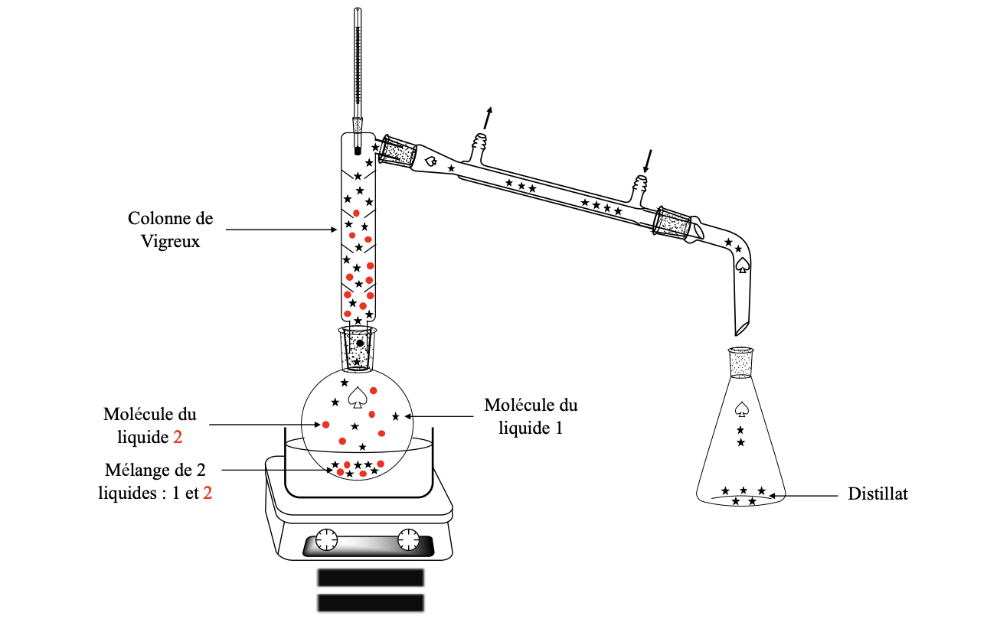 Colonne de
Vigreux
Molécule du
liquide 2
Molécule du
liquide 1
Mélange de 2
liquides : 1 et 2
Distillat